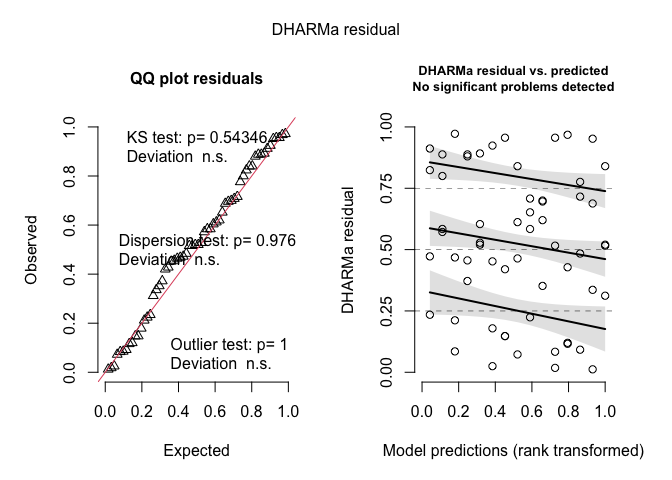 DHARMa residual
QQ plot residuals
KS test: p= 0.54346
Deviation n.s.
Dispersion test: p= 0.976
Deviation n.s.
Outlier test: p= 1
Deviation n.s.
Observed
0.0 0.2 0.4 0.6 0.8 1.0
0.0 0.2 0.4 0.6 0.8 1.0
Expected
DHARMa residual vs. predicted
No significant problems detected
DHARMa residual
0.00 0.25 0.50 0.75 1.00
0.0 0.2 0.4 0.6 0.8 1.0
Model predictions (rank transformed)